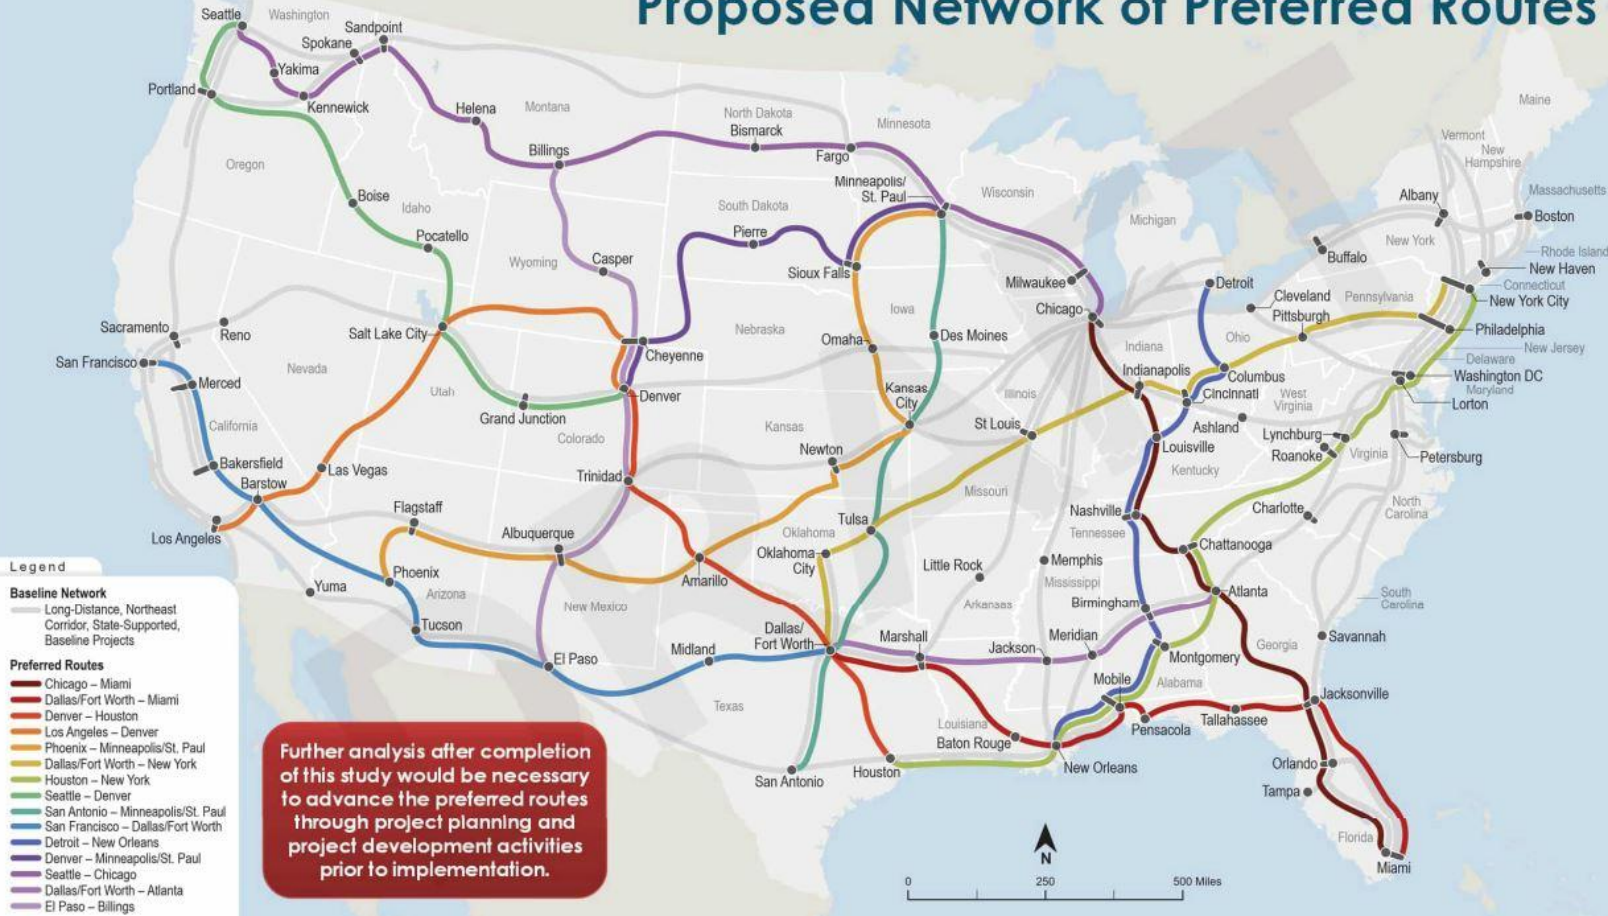 Proposed Network of Preferred Routes
Seattle
Washington
Sandpoint
Spokane
Yakima
Portland
Kennewick
Helena
Montana
North Dakota
Bismarck
Minnesota
Maine
Vermont
New
Hampshire
Billings
Fargo
Oregon
Minneapolis/
St. Paul
Wisconsin
Albany
Massachusetts
Boise
Idaho
South Dakota
Michigan
Boston
Pocatello
Pierre
New York
Buffalo
Rhode Island
Wyoming
Casper
Sioux Falls
Milwaukee
Detroit
New Haven
Connecticut
Cleveland
Pennsylvania
New York City
Iowa
Chicago
Pittsburgh
Sacramento
Reno
Salt Lake City
Nebraska
Omaha
Des Moines
Ohio
Philadelphia
Indiana
New Jersey
Cheyenne
San Francisco
Nevada
Delaware
Merced
Indianapolis
Columbus
Washington DC
Utah
Denver
Kansas
City
Illinois
Cincinnati
West
Virginia
Maryland
Lorton
Grand Junction
California
Colorado
Kansas
St Louis
Ashland
Lynchburg
Louisville
Roanoke
Virginia
Petersburg
Newton
Bakersfield
Las Vegas
Kentucky
Barstow
Trinidad
Missouri
Flagstaff
Nashville
Charlotte
North
Carolina
Los Angeles
Albuquerque
Tulsa
Oklahoma
Tennessee
Chattanooga
Oklahoma
City
Memphis
Little Rock
Phoenix
Amarillo
Yuma
Arizona
Mississippi
Atlanta
New Mexico
Arkansas
Birmingham
South
Carolina
Tucson
Dallas/
Fort Worth
Marshall
Jackson
Meridian
Georgia
Savannah
El Paso
Midland
Montgomery
Mobile
Alabama
Jacksonville
Texas
Louisiana
Baton Rouge
Pensacola
Tallahassee
San Antonio
Houston
New Orleans
Orlando
Tampa
Florida
Miami
Legend
Baseline Network
Long-Distance, Northeast
Corridor, State-Supported,
Baseline Projects
Preferred Routes
Chicago – Miami
Dallas/Fort Worth – Miami
Denver – Houston
Los Angeles – Denver
Phoenix – Minneapolis/St. Paul
Dallas/Fort Worth – New York
Houston – New York
Seattle – Denver
San Antonio – Minneapolis/St. Paul
San Francisco – Dallas/Fort Worth
Detroit – New Orleans
Denver – Minneapolis/St. Paul
Seattle – Chicago
Dallas/Fort Worth – Atlanta
El Paso – Billings
Further analysis after completion
of this study would be necessary
to advance the preferred routes
through project planning and
project development activities
prior to implementation.
N
0 250 500 Miles